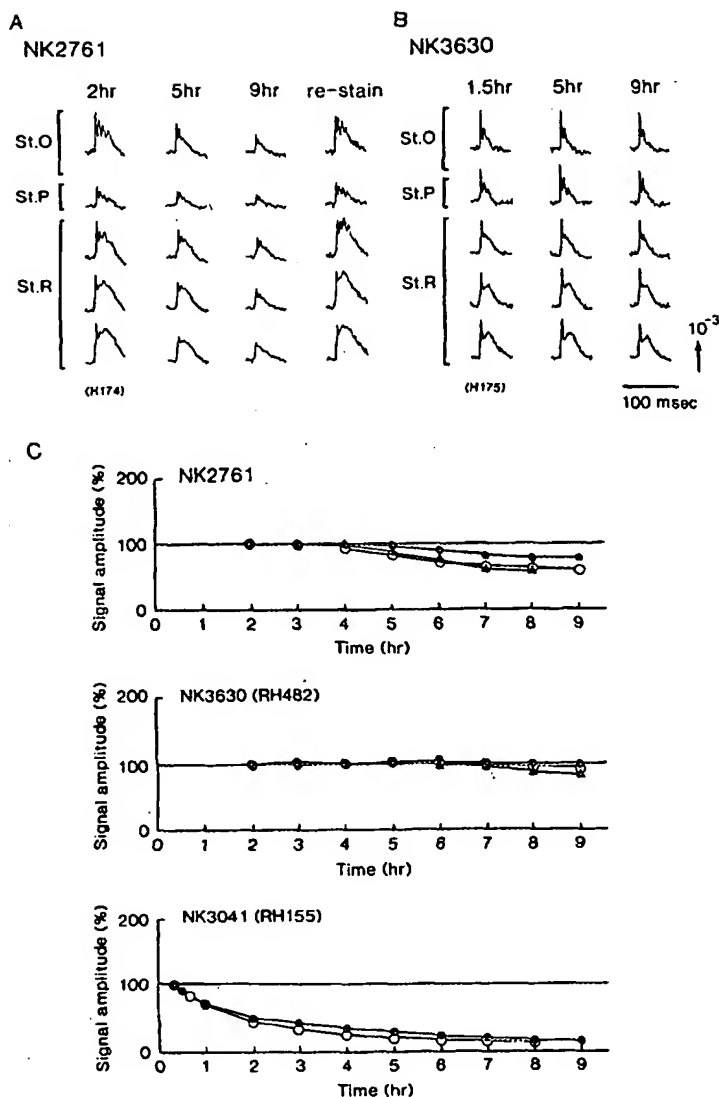 A
NK2761
2hr 5hr 9hr re-stain
St.O
St.P
St.R
(H174)
B
NK3630
1.5hr 5hr 9hr
St.O
St.P
St.R
(H175)
10-3
100 msec
C
NK2761
Signal amplitude (%)
200
100
0
0 1 2 3 4 5 6 7 8 9
Time (hr)
NK3630 (RH482)
Signal amplitude (%)
200
100
0
0 1 2 3 4 5 6 7 8 9
Time (hr)
NK3041 (RH155)
Signal amplitude (%)
200
100
0
0 1 2 3 4 5 6 7 8 9
Time (hr)